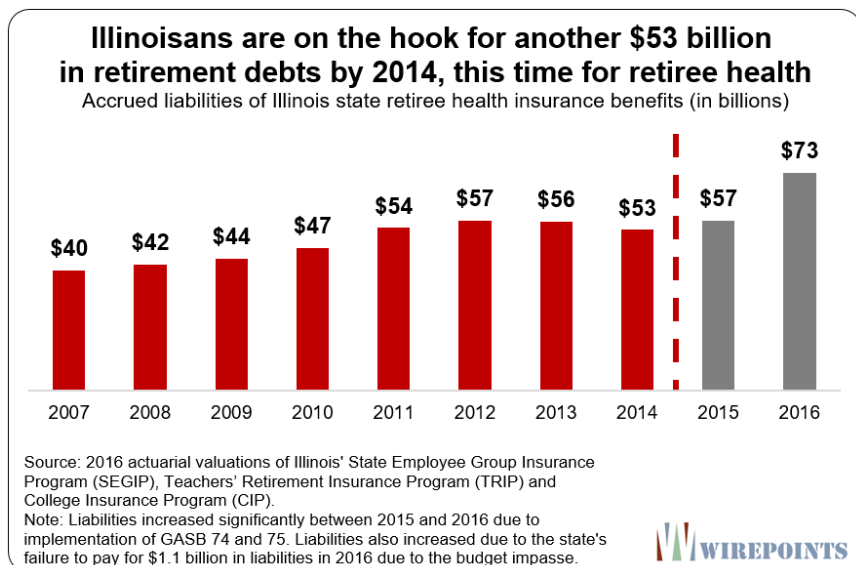 Illinoisans are on the hook for another $53 billion
in retirement debts by 2014, this time for retiree health
Accrued liabilities of Illinois state retiree health insurance benefits (in billions)
$40
$42
$44
$47
$54
$57
$56
$53
$57
$73
2007
2008
2009
2010
2011
2012
2013
2014
2015
2016
Source: 2016 actuarial valuations of Illinois' State Employee Group Insurance
Program (SEGIP), Teachers’ Retirement Insurance Program (TRIP) and
College Insurance Program (CIP).
Note: Liabilities increased significantly between 2015 and 2016 due to
implementation of GASB 74 and 75. Liabilities also increased due to the state's
failure to pay for $1.1 billion in liabilities in 2016 due to the budget impasse.
WIREPOINTS